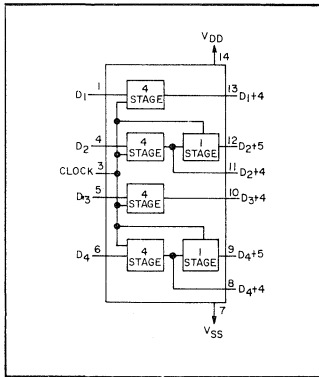 VDD
14
1
D1
4
STAGE
13
D1+4
4
D2
4
STAGE
1
STAGE
12
D2+5
3
CLOCK
11
D2+4
5
D3
4
STAGE
10
D3+4
6
D4
4
STAGE
1
STAGE
9
D4+5
8
D4+4
7
VSS